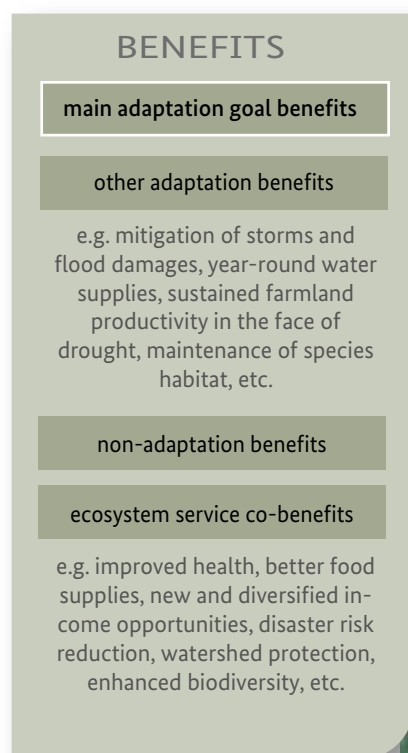 BENEFITS
main adaptation goal benefits
other adaptation benefits
e.g. mitigation of storms and
flood damages, year-round water
supplies, sustained farmland
productivity in the face of
drought, maintenance of species
habitat, etc.
non-adaptation benefits
ecosystem service co-benefits
e.g. improved health, better food
supplies, new and diversified in-
come opportunities, disaster risk
reduction, watershed protection,
enhanced biodiversity, etc.